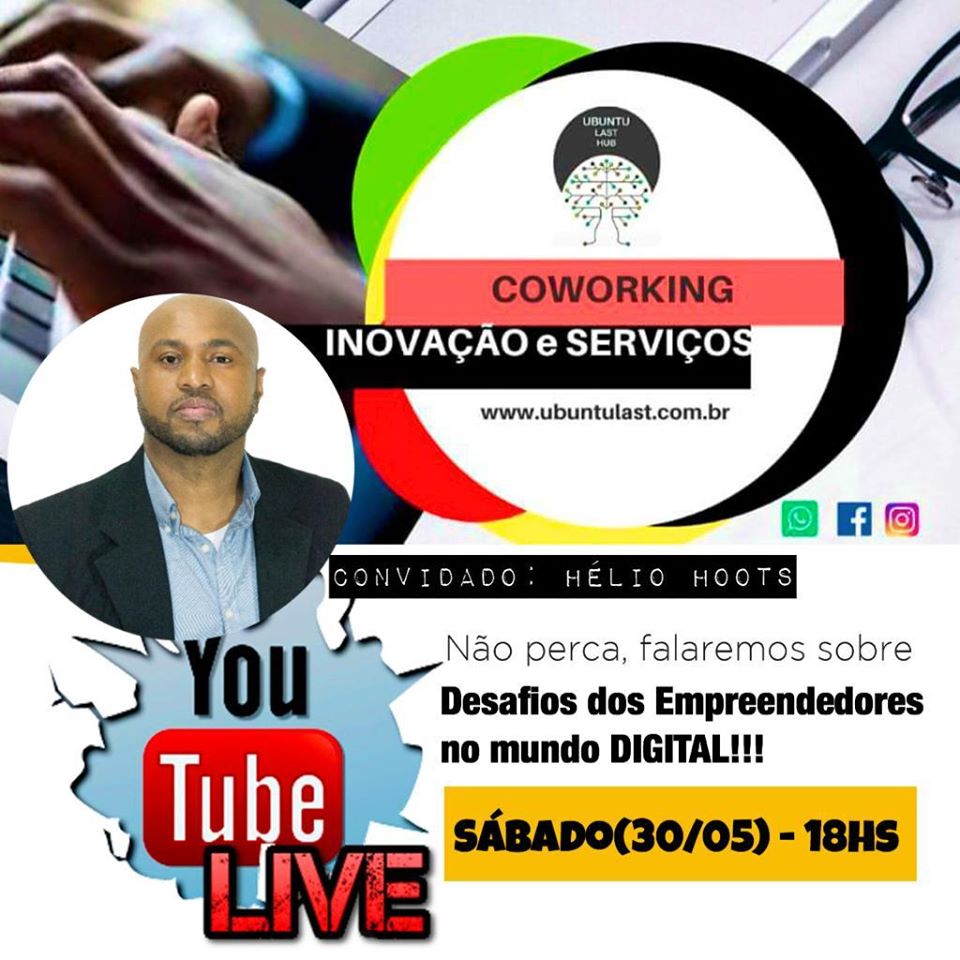 UBUNTU
LAST
HUB
COWORKING
INOVAÇÃO e SERVIÇOS
www.ubuntulast.com.br
CONVIDADO: HÉLIO HOOTS
Não perca, falaremos sobre
Desafios dos Empreendedores
no mundo DIGITAL!!!
SÁBADO(30/05) - 18HS
You
Tube
LIVE